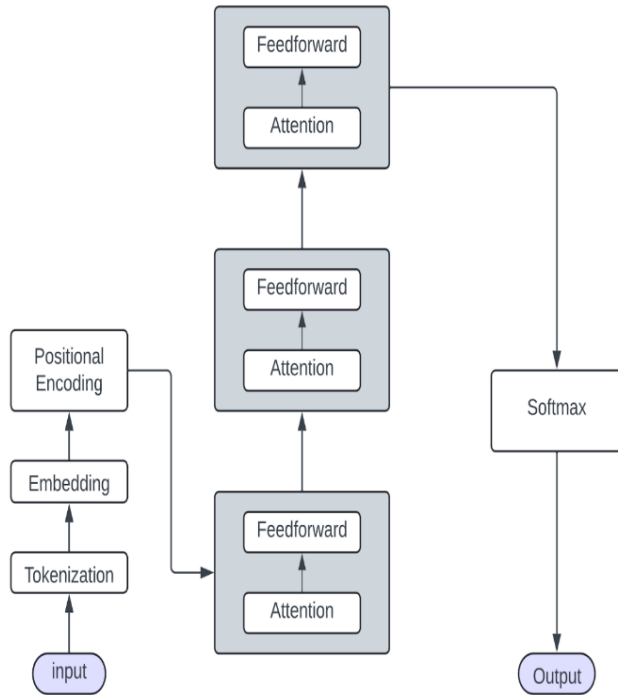 Feedforward
Attention
Feedforward
Attention
Positional
Encoding
Softmax
Embedding
Feedforward
Tokenization
Attention
input
Output